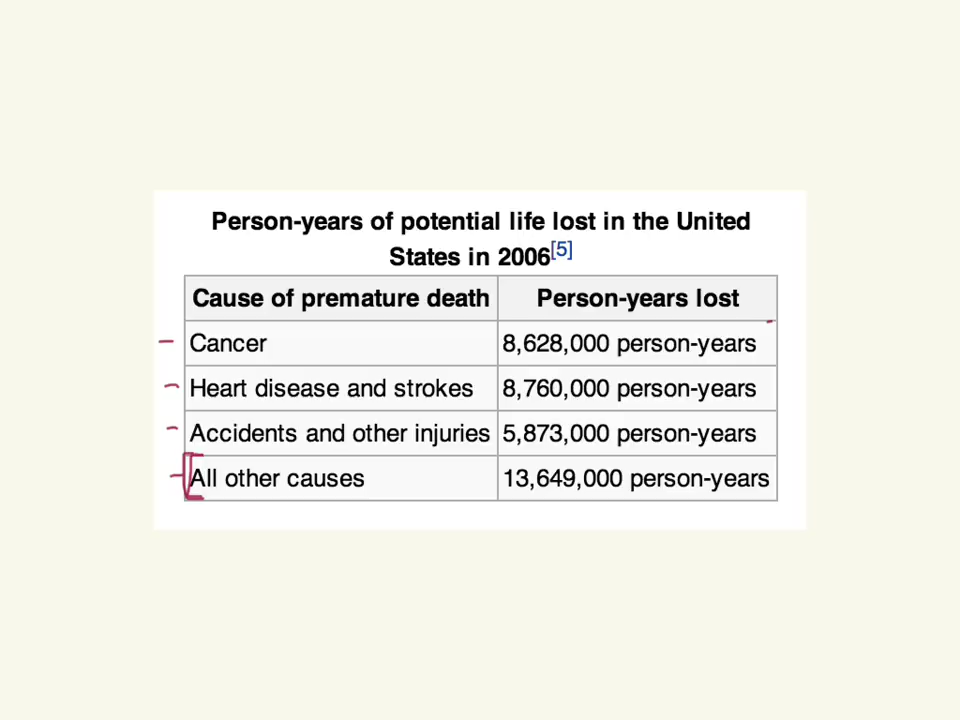 Person-years of potential life lost in the United
States in 2006[5]
Cause of premature death Person-years lost
Cancer 8,628,000 person-years
Heart disease and strokes 8,760,000 person-years
Accidents and other injuries 5,873,000 person-years
All other causes 13,649,000 person-years